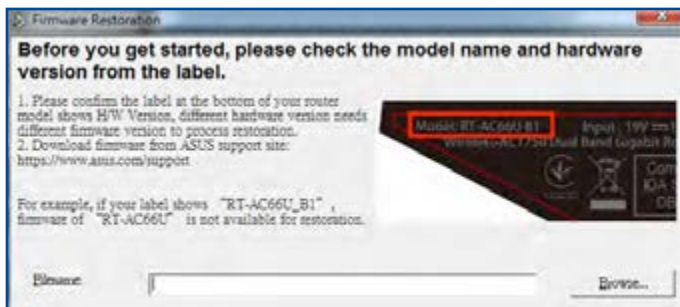 Firmware Restoration
Before you get started, please check the model name and hardware
version from the label.
1. Please confirm the label at the bottom of your router
model shows H/W Version, different hardware version needs
different firmware version to process restoration.
2. Download firmware from ASUS support site:
https://www.asus.com/support
For example, if your label shows “RT-AC66U_B1”,
firmware of “RT-AC66U” is not available for restoration.
Model: RT-AC66U B1 Input : 19V
Wireless-AC1750 Dual Band Gigabit
Filename
Browse...